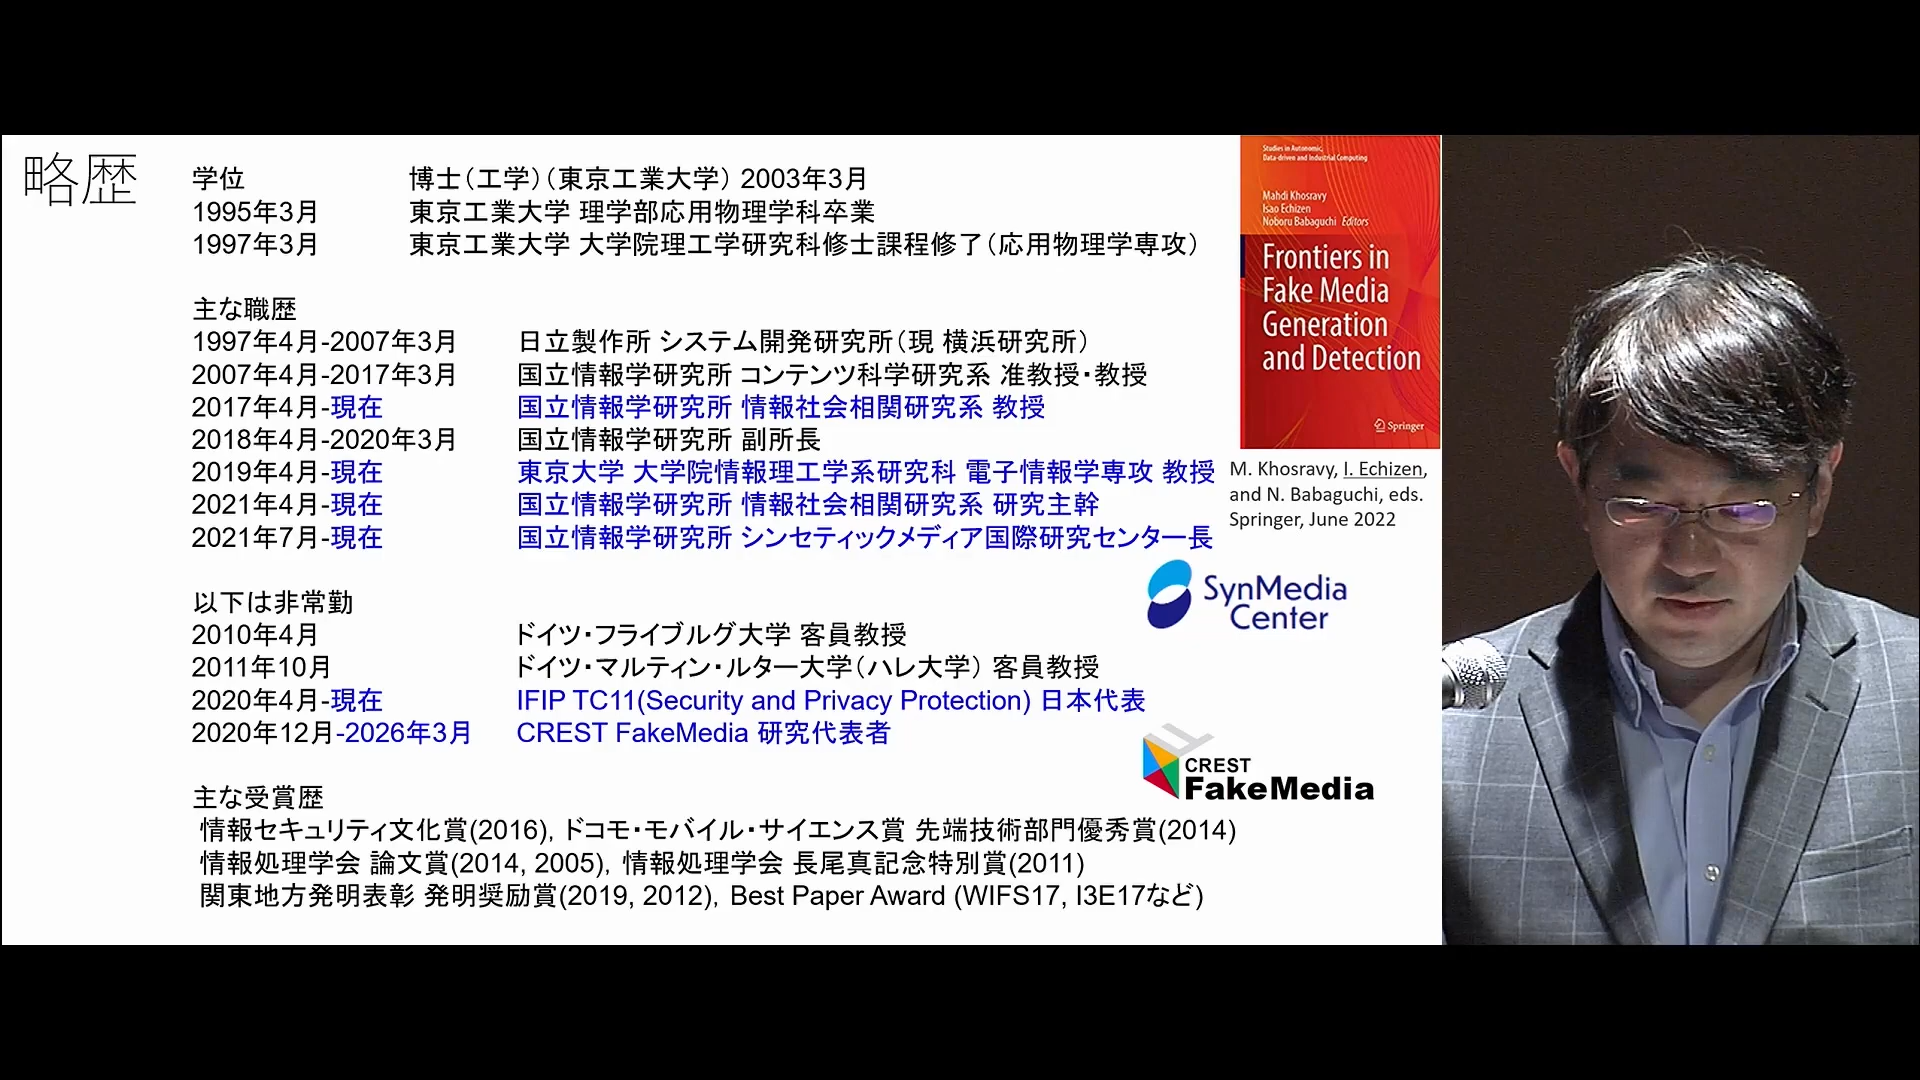 略歴
学位 博士（工学）（東京工業大学） 2003年3月
1995年3月 東京工業大学 理学部応用物理学科卒業
1997年3月 東京工業大学 大学院理工学研究科修士課程修了（応用物理学専攻）
主な職歴
1997年4月-2007年3月 日立製作所 システム開発研究所（現 横浜研究所）
2007年4月-2017年3月 国立情報学研究所 コンテンツ科学研究系 准教授・教授
2017年4月-現在 国立情報学研究所 情報社会相関研究系 教授
2018年4月-2020年3月 国立情報学研究所 副所長
2019年4月-現在 東京大学 大学院情報理工学系研究科 電子情報学専攻 教授
2021年4月-現在 国立情報学研究所 情報社会相関研究系 研究主幹
2021年7月-現在 国立情報学研究所 シンセティックメディア国際研究センター長
以下は非常勤
2010年4月 ドイツ・フライブルグ大学 客員教授
2011年10月 ドイツ・マルティン・ルター大学（ハレ大学） 客員教授
2020年4月-現在 IFIP TC11(Security and Privacy Protection) 日本代表
2020年12月-2026年3月 CREST FakeMedia 研究代表者
主な受賞歴
情報セキュリティ文化賞(2016), ドコモ・モバイル・サイエンス賞 先端技術部門優秀賞(2014)
情報処理学会 論文賞(2014, 2005), 情報処理学会 長尾真記念特別賞(2011)
関東地方発明表彰 発明奨励賞(2019, 2012), Best Paper Award (WIFS17, I3E17など)
Studies in Autonomic,
Data-driven and Industrial Computing
Mahdi Khosravy
Isao Echizen
Noboru Babaguchi Editors
Frontiers in
Fake Media
Generation
and Detection
Springer
M. Khosravy, I. Echizen,
and N. Babaguchi, eds.
Springer, June 2022
SynMedia
Center
CREST
FakeMedia